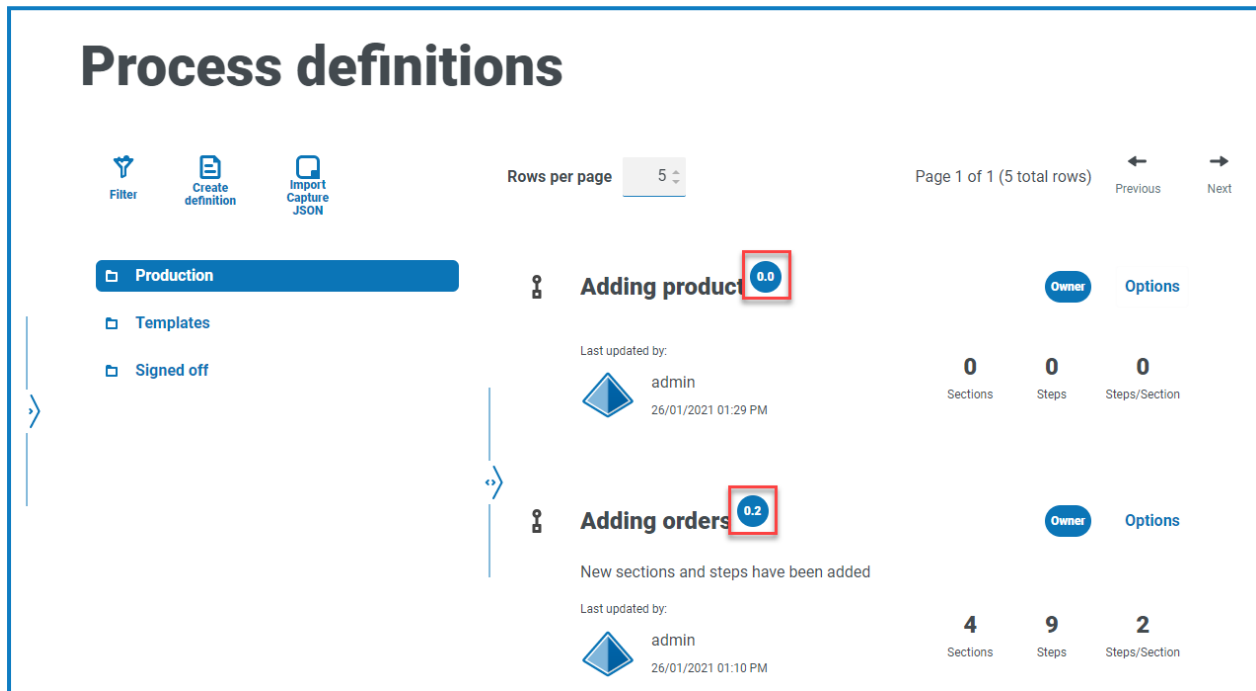 Process definitions
Filter
Create
definition
Import
Capture
JSON
Rows per page 5
Page 1 of 1 (5 total rows)
Previous
Next
Production
Templates
Signed off
Adding product 0.0
Owner
Options
Last updated by:
admin
26/01/2021 01:29 PM
0 0 0
Sections Steps Steps/Section
Adding orders 0.2
Owner
Options
New sections and steps have been added
Last updated by:
admin
26/01/2021 01:10 PM
4 9 2
Sections Steps Steps/Section